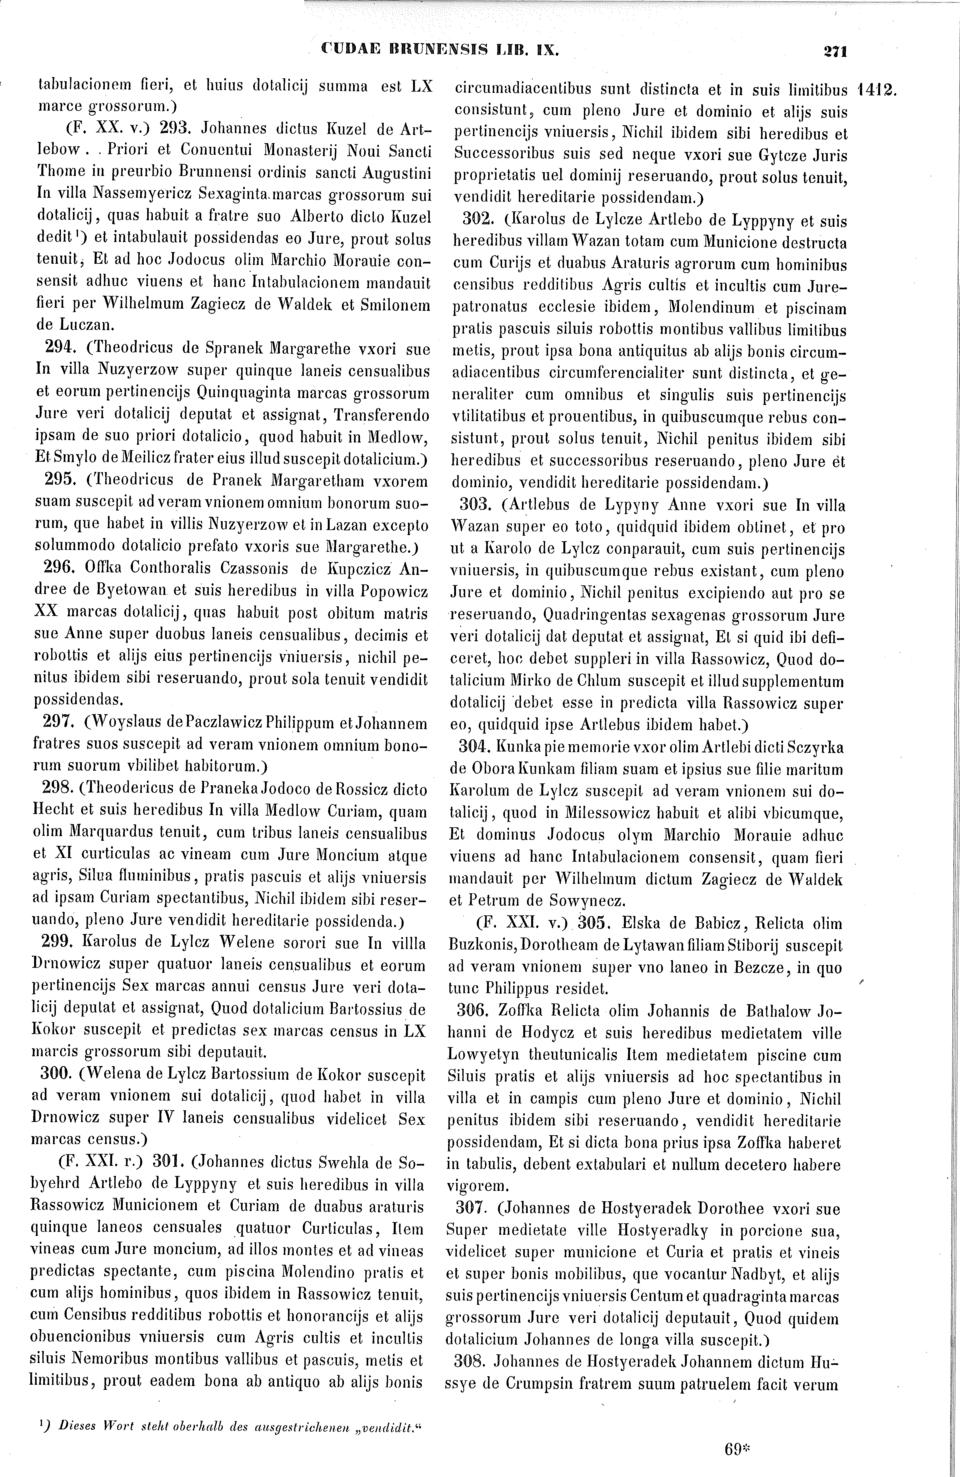 CUDAE BRUNENSIS LIB. IX. 271
tabulacionem fieri, et huius dotalicij summa est LX
marce grossorum.)
(F. XX. v.) 293. Johannes dictus Kuzel de Art-
lebow . . Priori et Conuentui Monasterij Noui Sancti
Thome in preurbio Brunnensi ordinis sancti Augustini
In villa Nassemyericz Sexaginta marcas grossorum sui
dotalicij, quas habuit a fratre suo Alberto dicto Kuzel
dedit ¹) et intabulauit possidendas eo Jure, prout solus
tenuit, Et ad hoc Jodocus olim Marchio Morauie con-
sensit adhuc viuens et hanc Intabulacionem mandauit
fieri per Wilhelmum Zagiecz de Waldek et Smilonem
de Luczan.
294. (Theodricus de Spranek Margarethe vxori sue
In villa Nuzyerzow super quinque laneis censualibus
et eorum pertinencijs Quinquaginta marcas grossorum
Jure veri dotalicij deputat et assignat, Transferendo
ipsam de suo priori dotalicio, quod habuit in Medlow,
Et Smylo de Meilicz frater eius illud suscepit dotalicium.)
295. (Theodricus de Pranek Margaretham vxorem
suam suscepit ad veram vnionem omnium bonorum suo-
rum, que habet in villis Nuzyerzow et in Lazan excepto
solummodo dotalicio prefato vxoris sue Margarethe.)
296. Offka Conthoralis Czassonis de Kupczicz An-
dree de Byetowan et suis heredibus in villa Popowicz
XX marcas dotalicij, quas habuit post obitum matris
sue Anne super duobus laneis censualibus, decimis et
robottis et alijs eius pertinencijs vniuersis, nichil pe-
nitus ibidem sibi reseruando, prout sola tenuit vendidit
possidendas.
297. (Woyslaus de Paczlawicz Philippum et Johannem
fratres suos suscepit ad veram vnionem omnium bono-
rum suorum vbilibet habitorum.)
298. (Theodericus de Praneka Jodoco de Rossicz dicto
Hecht et suis heredibus In villa Medlow Curiam, quam
olim Marquardus tenuit, cum tribus laneis censualibus
et XI curticulas ac vineam cum Jure Moncium atque
agris, Silua fluminibus, pratis pascuis et alijs vniuersis
ad ipsam Curiam spectantibus, Nichil ibidem sibi reser-
uando, pleno Jure vendidit hereditarie possidenda.)
299. Karolus de Lylcz Welene sorori sue In villla
Drnowicz super quatuor laneis censualibus et eorum
pertinencijs Sex marcas annui census Jure veri dota-
licij deputat et assignat, Quod dotalicium Bartossius de
Kokor suscepit et predictas sex marcas census in LX
marcis grossorum sibi deputauit.
300. (Welena de Lylcz Bartossium de Kokor suscepit
ad veram vnionem sui dotalicij, quod habet in villa
Drnowicz super IV laneis censualibus videlicet Sex
marcas census.)
(F. XXI. r.) 301. (Johannes dictus Swehla de So-
byehrd Artlebo de Lyppyny et suis heredibus in villa
Rassowicz Municionem et Curiam de duabus araturis
quinque laneos censuales quatuor Curticulas, Item
vineas cum Jure moncium, ad illos montes et ad vineas
predictas spectante, cum piscina Molendino pratis et
cum alijs hominibus, quos ibidem in Rassowicz tenuit,
cum Censibus redditibus robottis et honorancijs et alijs
obuencionibus vniuersis cum Agris cultis et incultis
siluis Nemoribus montibus vallibus et pascuis, metis et
limitibus, prout eadem bona ab antiquo ab alijs bonis
circumadiacentibus sunt distincta et in suis limitibus 1412.
consistunt, cum pleno Jure et dominio et alijs suis
pertinencijs vniuersis, Nichil ibidem sibi heredibus et
Successoribus suis sed neque vxori sue Gytcze Juris
proprietatis uel dominij reseruando, prout solus tenuit,
vendidit hereditarie possidendam.)
302. (Karolus de Lylcze Artlebo de Lyppyny et suis
heredibus villam Wazan totam cum Municione destructa
cum Curijs et duabus Araturis agrorum cum hominibus
censibus redditibus Agris cultis et incultis cum Jure-
patronatus ecclesie ibidem, Molendinum et piscinam
pratis pascuis siluis robottis montibus vallibus limitibus
metis, prout ipsa bona antiquitus ab alijs bonis circum-
adiacentibus circumferencialiter sunt distincta, et ge-
neraliter cum omnibus et singulis suis pertinencijs
vtilitatibus et prouentibus, in quibuscumque rebus con-
sistunt, prout solus tenuit, Nichil penitus ibidem sibi
heredibus et successoribus reseruando, pleno Jure et
dominio, vendidit hereditarie possidendam.)
303. (Artlebus de Lypyny Anne vxori sue In villa
Wazan super eo toto, quidquid ibidem obtinet, et pro
ut a Karolo de Lylcz conparauit, cum suis pertinencijs
vniuersis, in quibuscumque rebus existant, cum pleno
Jure et dominio, Nichil penitus excipiendo aut pro se
reseruando, Quadringentas sexagenas grossorum Jure
veri dotalicij dat deputat et assignat, Et si quid ibi defi-
ceret, hoc debet suppleri in villa Rassowicz, Quod do-
talicium Mirko de Chlum suscepit et illud supplementum
dotalicij debet esse in predicta villa Rassowicz super
eo, quidquid ipse Artlebus ibidem habet.)
304. Kunka pie memorie vxor olim Artlebi dicti Sczyrka
de Obora Kunkam filiam suam et ipsius sue filie maritum
Karolum de Lylcz suscepit ad veram vnionem sui do-
talicij, quod in Milessowicz habuit et alibi vbicumque,
Et dominus Jodocus olym Marchio Morauie adhuc
viuens ad hanc Intabulacionem consensit, quam fieri
mandauit per Wilhelmum dictum Zagiecz de Waldek
et Petrum de Sowynecz.
(F. XXI. v.) 305. Elska de Babicz, Relicta olim
Buzkonis, Dorotheam de Lytawan filiam Stiborij suscepit
ad veram vnionem super vno laneo in Bezcze, in quo
tunc Philippus residet.
306. Zoffka Relicta olim Johannis de Bathalow Jo-
hanni de Hodycz et suis heredibus medietatem ville
Lowyetyn theutunicalis Item medietatem piscine cum
Siluis pratis et alijs vniuersis ad hoc spectantibus in
villa et in campis cum pleno Jure et dominio, Nichil
penitus ibidem sibi reseruando, vendidit hereditarie
possidendam, Et si dicta bona prius ipsa Zoffka haberet
in tabulis, debent extabulari et nullum decetero habere
vigorem.
307. (Johannes de Hostyeradek Dorothee vxori sue
Super medietate ville Hostyeradky in porcione sua,
videlicet super municione et Curia et pratis et vineis
et super bonis mobilibus, que vocantur Nadbyt, et alijs
suis pertinencijs vniuersis Centum et quadraginta marcas
grossorum Jure veri dotalicij deputauit, Quod quidem
dotalicium Johannes de longa villa suscepit.)
308. Johannes de Hostyeradek Johannem dictum Hu-
ssye de Crumpsin fratrem suum patruelem facit verum
¹) Dieses Wort steht oberhalb des ausgestrichenen „vendidit.“
69*